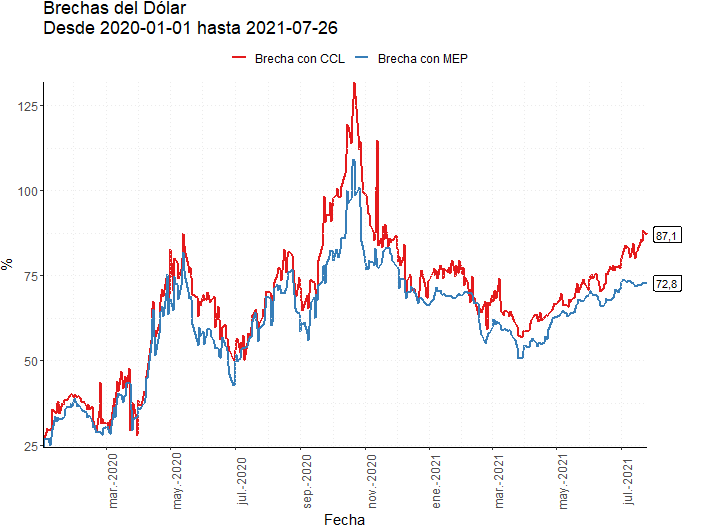 Brechas del Dólar
Desde 2020-01-01 hasta 2021-07-26
Brecha con CCL
Brecha con MEP
%
125
100
75
50
25
87,1
72,8
mar.-2020
may.-2020
jul.-2020
sep.-2020
nov.-2020
ene.-2021
mar.-2021
may.-2021
jul.-2021
Fecha